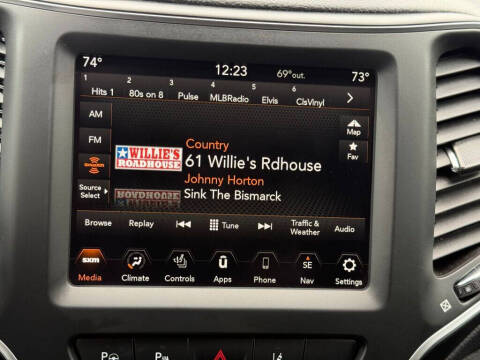 74° 12:23 69°out. 73°
1 2 3 4 5 6
Hits 1 80s on 8 Pulse MLBRadio Elvis ClsVinyl
AM
FM
SiriusXM
Source Select
WILLIE'S
ROADHOUSE
Country
61 Willie's Rdhouse
Johnny Horton
Sink The Bismarck
Map
Fav
Browse Replay Tune Traffic & Weather Audio
sxm SE
Media Climate Controls Apps Phone Nav Settings
P P